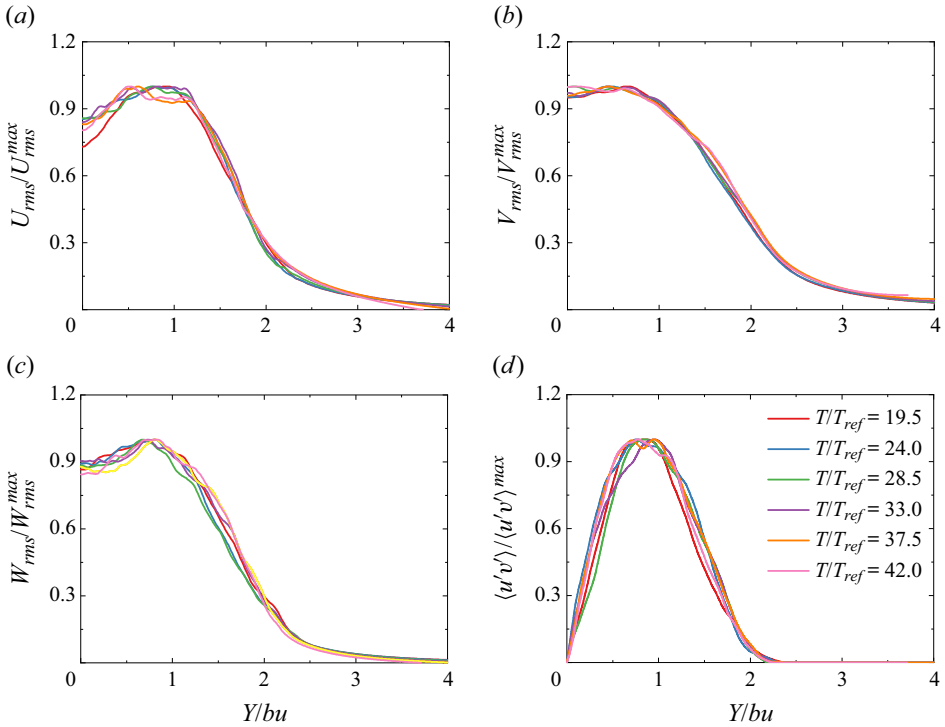 (a)
(b)
1.2
0.9
0.6
0.3
0
1
2
3
4
U_rms/U_rms^max
1.2
0.9
0.6
0.3
0
1
2
3
4
V_rms/V_rms^max
(c)
(d)
1.2
0.9
0.6
0.3
0
1
2
3
4
W_rms/W_rms^max
Y/bu
1.2
0.9
0.6
0.3
0
1
2
3
4
⟨u′v′⟩/⟨u′v′⟩^max
Y/bu
T/T_ref = 19.5
T/T_ref = 24.0
T/T_ref = 28.5
T/T_ref = 33.0
T/T_ref = 37.5
T/T_ref = 42.0